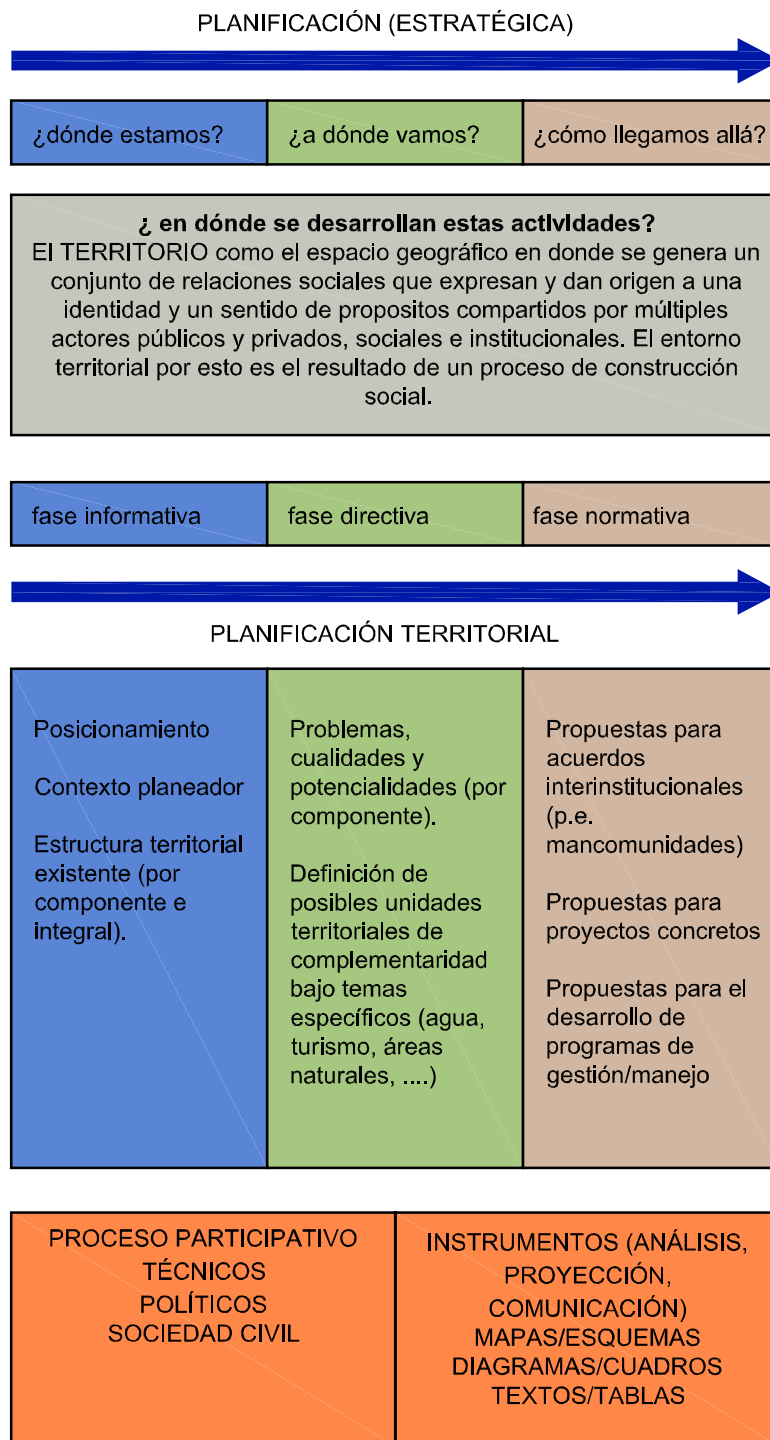 PLANIFICACIÓN (ESTRATÉGICA)
¿dónde estamos?
¿a dónde vamos?
¿cómo llegamos allá?
¿ en dónde se desarrollan estas actividades?
El TERRITORIO como el espacio geográfico en donde se genera un
conjunto de relaciones sociales que expresan y dan origen a una
identidad y un sentido de propositos compartidos por múltiples
actores públicos y privados, sociales e institucionales. El entorno
territorial por esto es el resultado de un proceso de construcción
social.
fase informativa
fase directiva
fase normativa
PLANIFICACIÓN TERRITORIAL
Posicionamiento
Contexto planeador
Estructura territorial
existente (por
componente e
integral).
Problemas,
cualidades y
potencialidades (por
componente).
Definición de
posibles unidades
territoriales de
complementaridad
bajo temas
específicos (agua,
turismo, áreas
naturales, ....)
Propuestas para
acuerdos
interinstitucionales
(p.e.
mancomunidades)
Propuestas para
proyectos concretos
Propuestas para el
desarrollo de
programas de
gestión/manejo
PROCESO PARTICIPATIVO
TÉCNICOS
POLÍTICOS
SOCIEDAD CIVIL
INSTRUMENTOS (ANÁLISIS,
PROYECCIÓN,
COMUNICACIÓN)
MAPAS/ESQUEMAS
DIAGRAMAS/CUADROS
TEXTOS/TABLAS